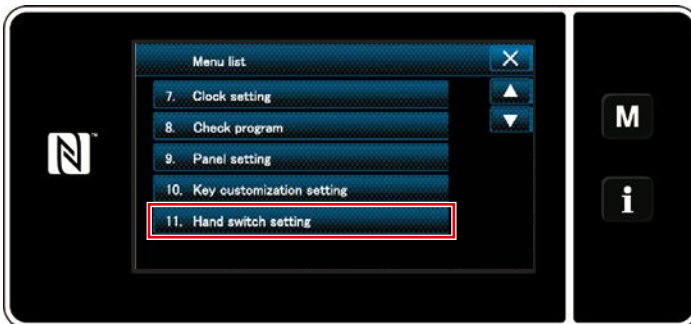 Menu list
7. Clock setting
8. Check program
9. Panel setting
10. Key customization setting
11. Hand switch setting
M
i